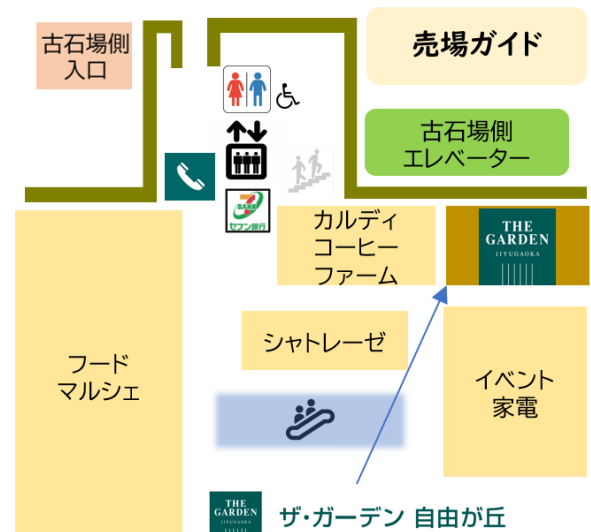 古石場側
入口
売場ガイド
古石場側
エレベーター
BANK
セブン銀行
カルディ
コーヒー
ファーム
THE
GARDEN
JIYUGAOKA
シャトレーゼ
フード
マルシェ
イベント
家電
THE
GARDEN
JIYUGAOKA
ザ・ガーデン 自由が丘